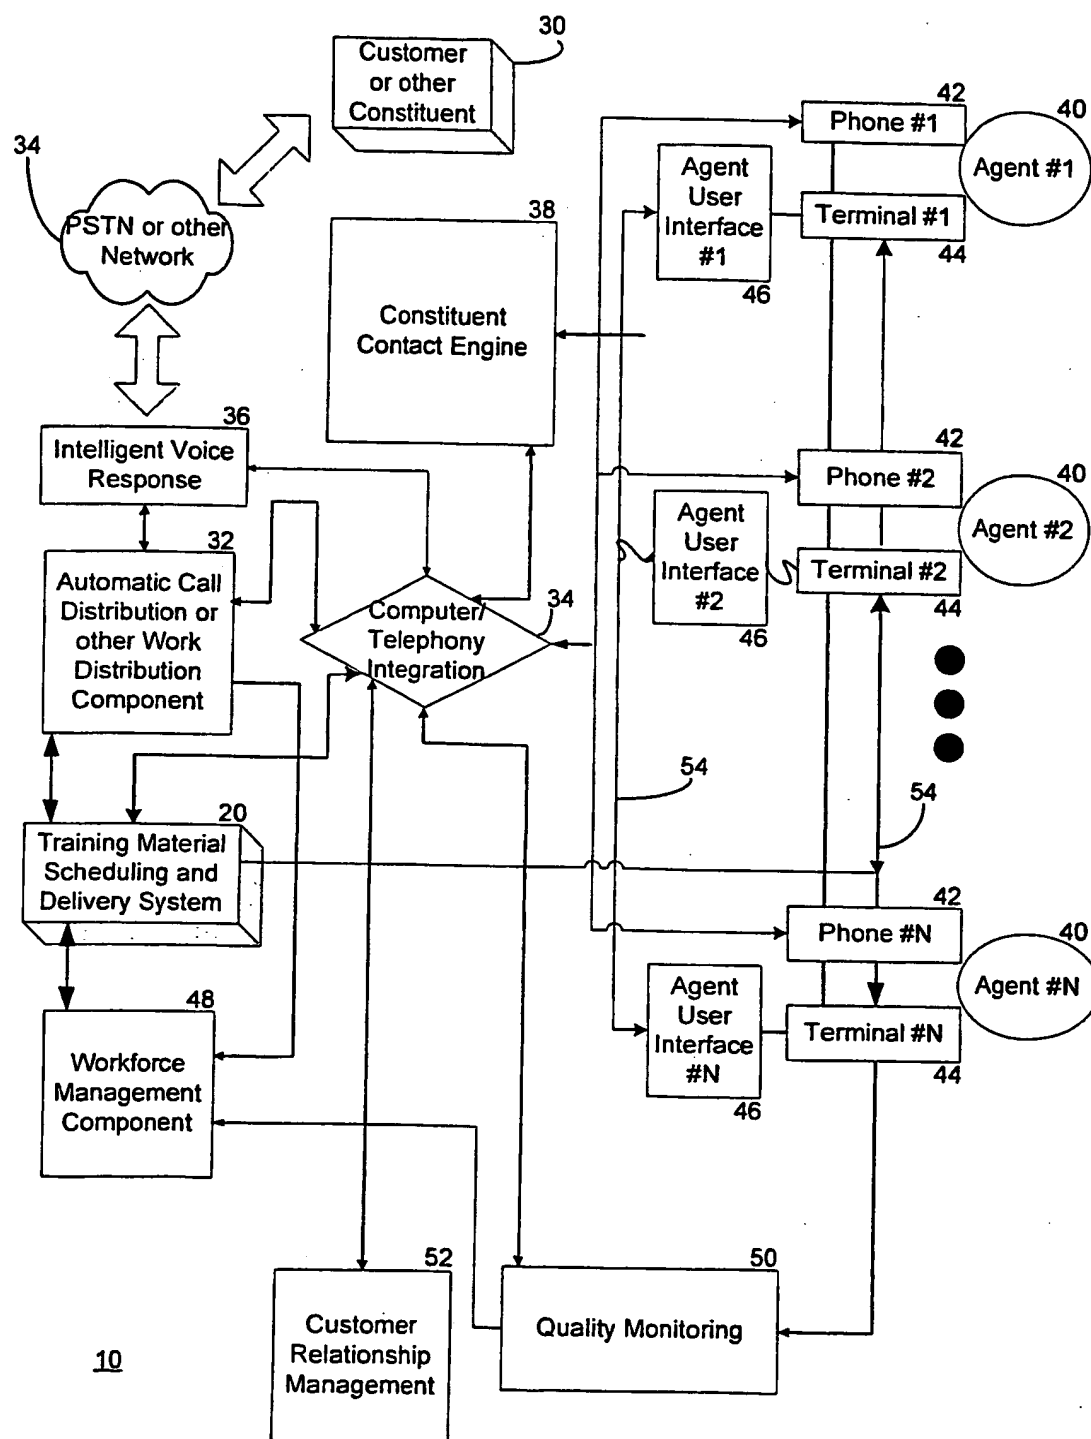 30
Customer
or other
Constituent
34
PSTN or other
Network
38
Constituent
Contact Engine
42
Phone #1
40
Agent #1
Agent
User
Interface
#1
46
Terminal #1
44
36
Intelligent Voice
Response
42
Phone #2
40
Agent #2
Agent
User
Interface
#2
46
Terminal #2
44
32
Automatic Call
Distribution or
other Work
Distribution
Component
Computer/
Telephony
Integration
34
54
54
20
Training Material
Scheduling and
Delivery System
42
Phone #N
40
Agent #N
Agent
User
Interface
#N
46
Terminal #N
44
48
Workforce
Management
Component
52
Customer
Relationship
Management
50
Quality Monitoring
10